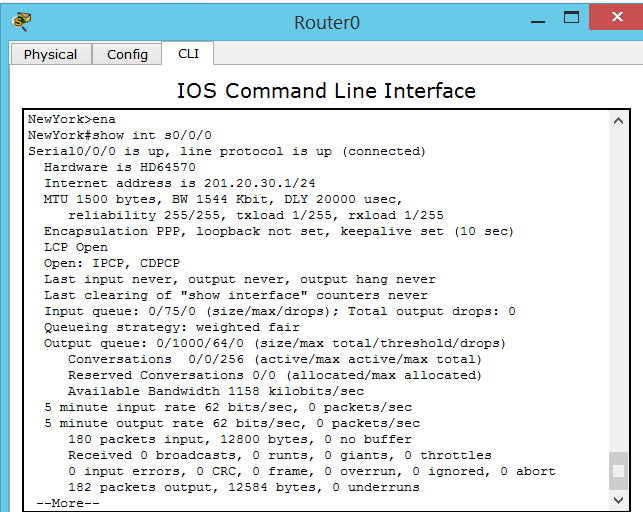 Router0
Physical Config CLI
IOS Command Line Interface
NewYork>ena
NewYork#show int s0/0/0
Serial0/0/0 is up, line protocol is up (connected)
Hardware is HD64570
Internet address is 201.20.30.1/24
MTU 1500 bytes, BW 1544 Kbit, DLY 20000 usec,
reliability 255/255, txload 1/255, rxload 1/255
Encapsulation PPP, loopback not set, keepalive set (10 sec)
LCP Open
Open: IPCP, CDPCP
Last input never, output never, output hang never
Last clearing of "show interface" counters never
Input queue: 0/75/0 (size/max/drops); Total output drops: 0
Queueing strategy: weighted fair
Output queue: 0/1000/64/0 (size/max total/threshold/drops)
Conversations 0/0/256 (active/max active/max total)
Reserved Conversations 0/0 (allocated/max allocated)
Available Bandwidth 1158 kilobits/sec
5 minute input rate 62 bits/sec, 0 packets/sec
5 minute output rate 62 bits/sec, 0 packets/sec
180 packets input, 12800 bytes, 0 no buffer
Received 0 broadcasts, 0 runts, 0 giants, 0 throttles
0 input errors, 0 CRC, 0 frame, 0 overrun, 0 ignored, 0 abort
182 packets output, 12584 bytes, 0 underruns
--More--